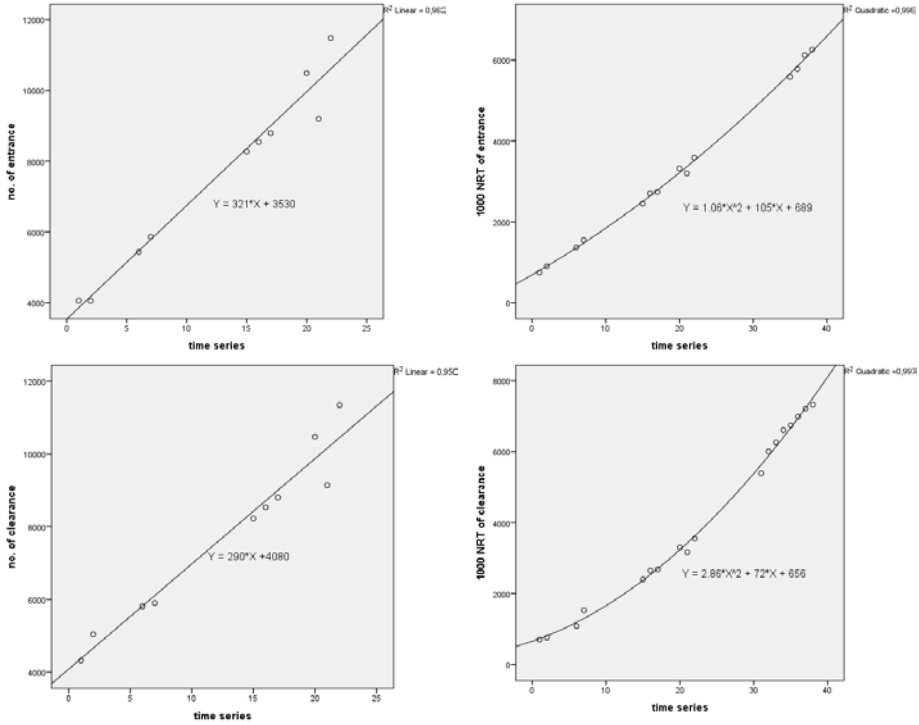 R² Linear = 0,962
12000
10000
8000
6000
4000
no. of entrance
Y = 321*X + 3530
0 5 10 15 20 25
time series
R² Quadratic =0,998
6000
4000
2000
0
1000 NRT of entrance
Y = 1.06*X^2 + 105*X + 689
0 10 20 30 40
time series
R² Linear = 0,950
12000
10000
8000
6000
4000
no. of clearance
Y = 290*X +4080
0 5 10 15 20 25
time series
R² Quadratic =0,997
8000
6000
4000
2000
0
1000 NRT of clearance
Y = 2.86*X^2 + 72*X + 656
0 10 20 30 40
time series